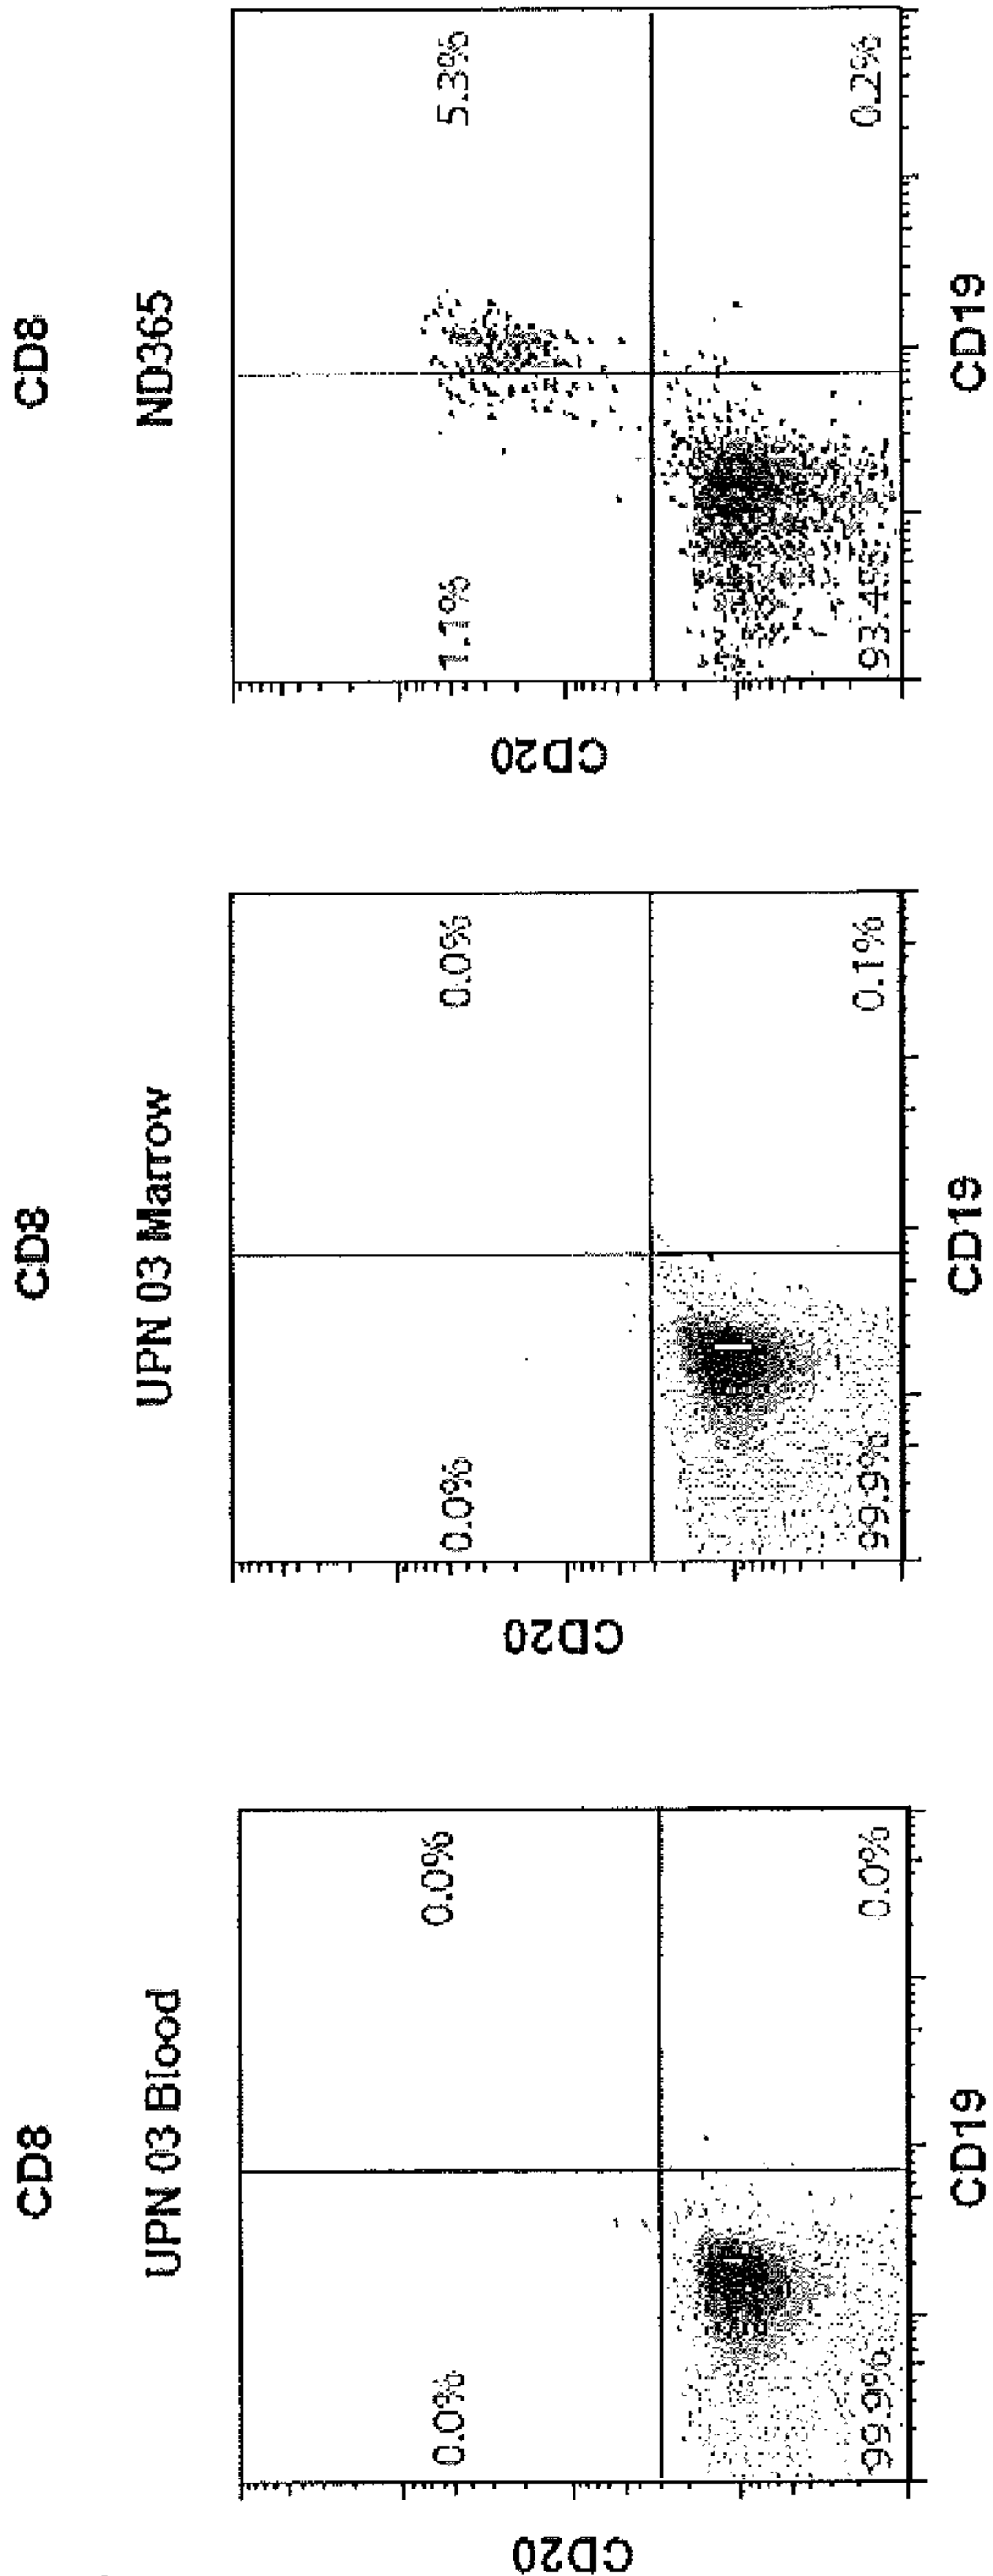 CD8 CD8 CD8
UPN 03 Blood
CD20
0.0% 0.0%
99.9% 0.0%
CD19
UPN 03 Marrow
CD20
0.0% 0.0%
99.9% 0.1%
CD19
ND365
CD20
1.1% 5.3%
93.4% 0.2%
CD19